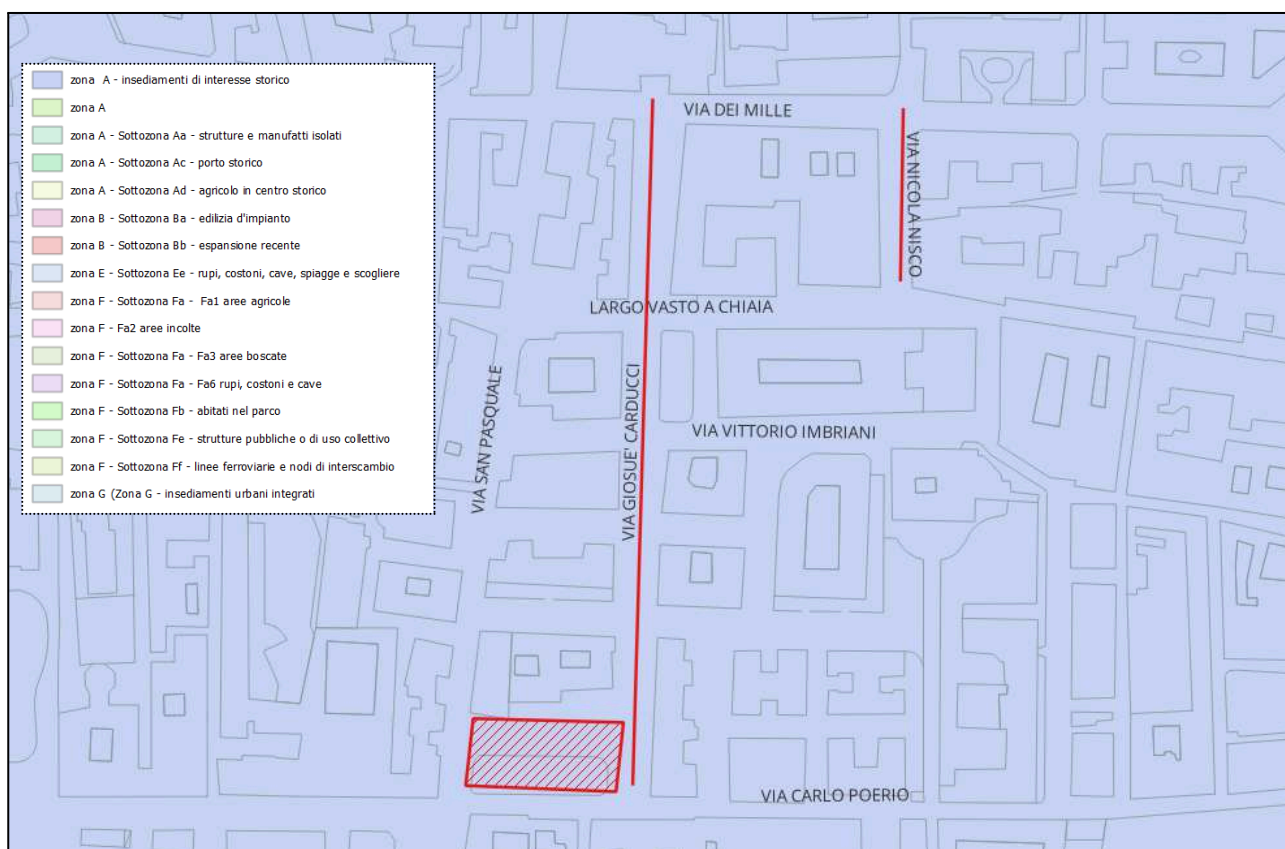 zona A - insediamenti di interesse storico
zona A
zona A - Sottozona Aa - strutture e manufatti isolati
zona A - Sottozona Ac - porto storico
zona A - Sottozona Ad - agricolo in centro storico
zona B - Sottozona Ba - edilizia d'impianto
zona B - Sottozona Bb - espansione recente
zona E - Sottozona Ee - rupi, costoni, cave, spiagge e scogliere
zona F - Sottozona Fa - Fa1 aree agricole
zona F - Fa2 aree incolte
zona F - Sottozona Fa - Fa3 aree boscate
zona F - Sottozona Fa - Fa6 rupi, costoni e cave
zona F - Sottozona Fb - abitati nel parco
zona F - Sottozona Fe - strutture pubbliche o di uso collettivo
zona F - Sottozona Ff - linee ferroviarie e nodi di interscambio
zona G (Zona G - insediamenti urbani integrati
VIA DEI MILLE
VIA NICOLA NISCO
LARGO VASTO A CHIAIA
VIA SAN PASQUALE
VIA GIOSUE' CARDUCCI
VIA VITTORIO IMBRIANI
VIA CARLO POERIO